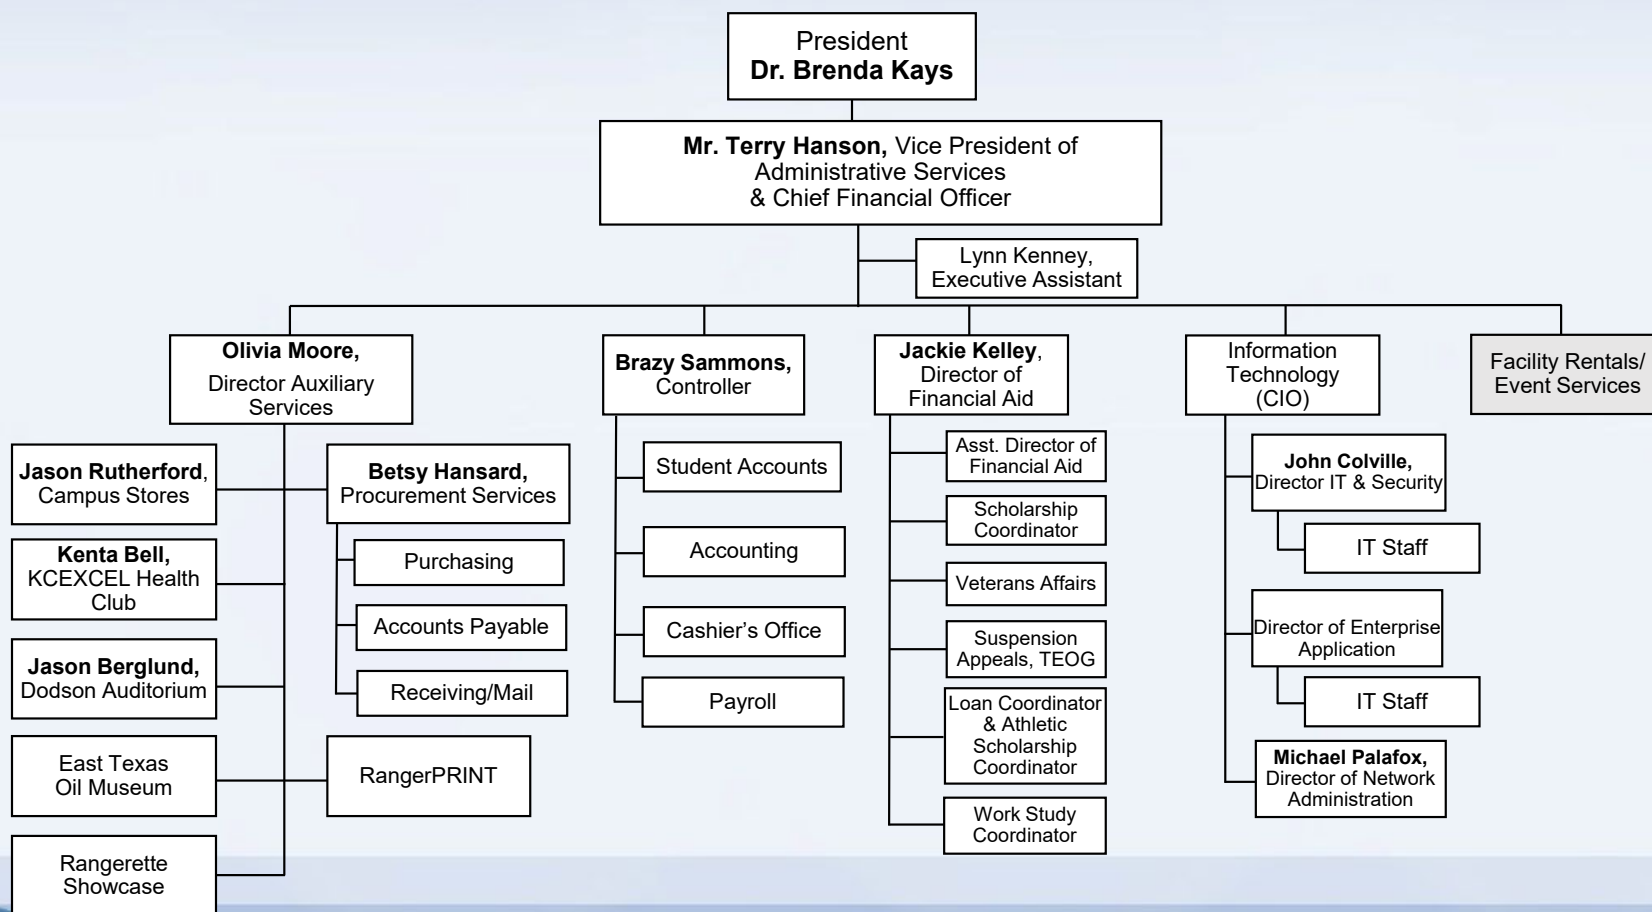 President
Dr. Brenda Kays
Mr. Terry Hanson, Vice President of
Administrative Services
& Chief Financial Officer
Lynn Kenney,
Executive Assistant
Olivia Moore,
Director Auxiliary
Services
Brazy Sammons,
Controller
Jackie Kelley,
Director of
Financial Aid
Information
Technology
(CIO)
Facility Rentals/
Event Services
Jason Rutherford,
Campus Stores
Kenta Bell,
KCEXCEL Health
Club
Jason Berglund,
Dodson Auditorium
East Texas
Oil Museum
Rangerette
Showcase
Betsy Hansard,
Procurement Services
Purchasing
Accounts Payable
Receiving/Mail
RangerPRINT
Student Accounts
Accounting
Cashier’s Office
Payroll
Asst. Director of
Financial Aid
Scholarship
Coordinator
Veterans Affairs
Suspension
Appeals, TEOG
Loan Coordinator
& Athletic
Scholarship
Coordinator
Work Study
Coordinator
John Colville,
Director IT & Security
IT Staff
Director of Enterprise
Application
IT Staff
Michael Palafox,
Director of Network
Administration